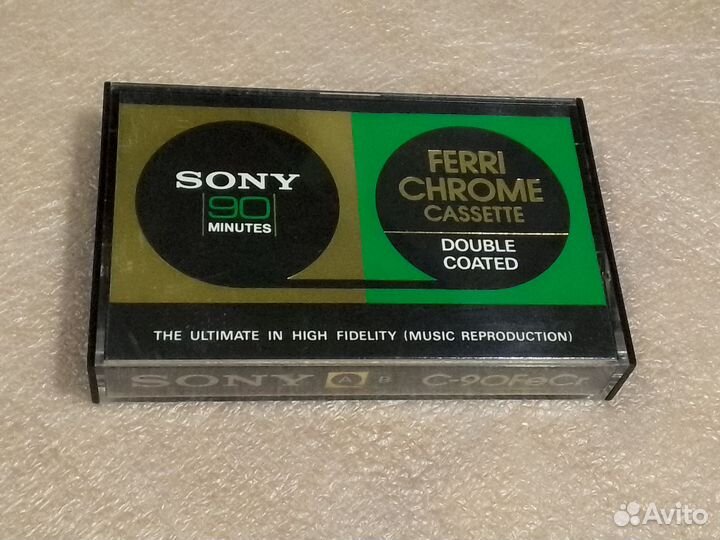 SONY
90
MINUTES
FERRI
CHROME
CASSETTE
DOUBLE
COATED
THE ULTIMATE IN HIGH FIDELITY (MUSIC REPRODUCTION)
SONY A B C-90FeCr
Avito